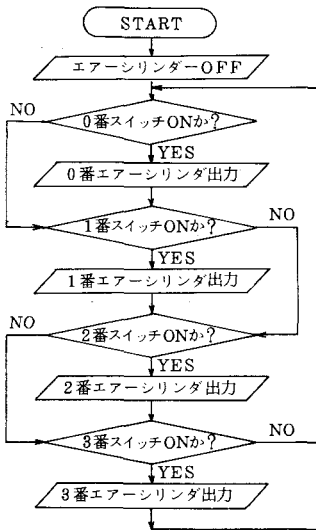 START
エアーシリンダーOFF
NO
0番スイッチONか?
YES
0番エアーシリンダ出力
1番スイッチONか?
NO
YES
1番エアーシリンダ出力
NO
2番スイッチONか?
YES
2番エアーシリンダ出力
3番スイッチONか?
NO
YES
3番エアーシリンダ出力